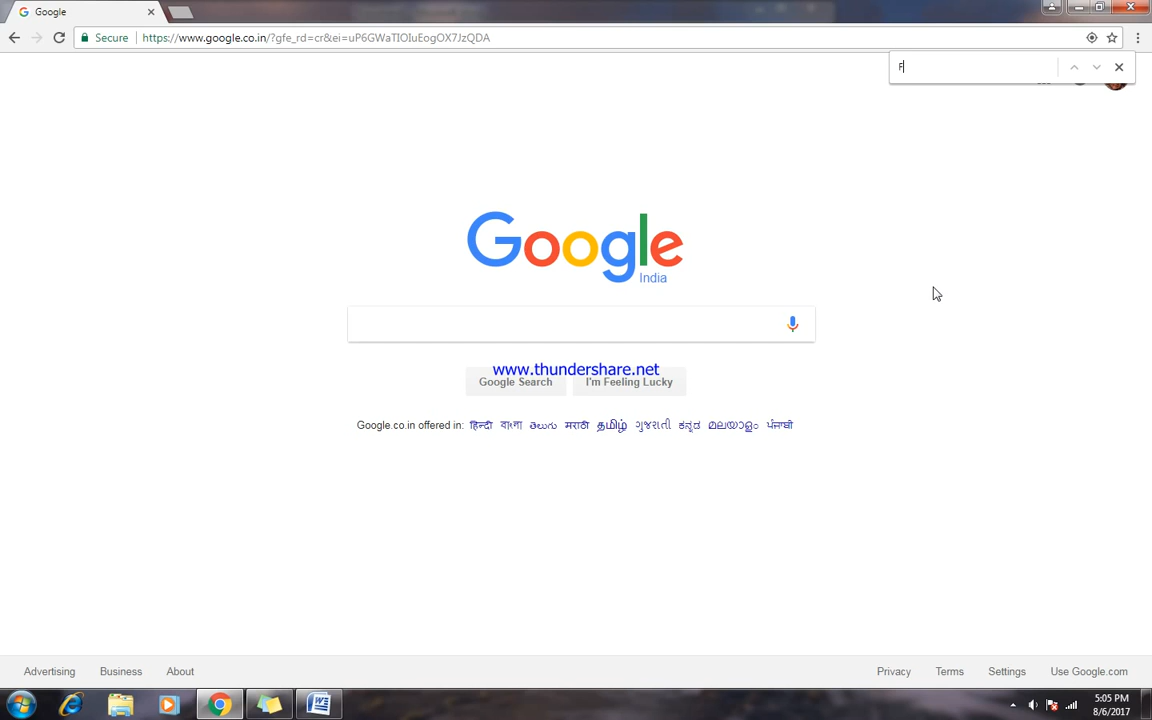 Google
Secure https://www.google.co.in/?gfe_rd=cr&ei=uP6GWaTIOIuEogOX7JzQDA
F
Google
India
www.thundershare.net
Google Search I'm Feeling Lucky
Google.co.in offered in: हिन्दी বাংলা తెలుగు मराठी தமிழ் ગુજરાતી ಕನ್ನಡ മലയാളം ਪੰਜਾਬੀ
Advertising Business About Privacy Terms Settings Use Google.com
5:05 PM
8/6/2017